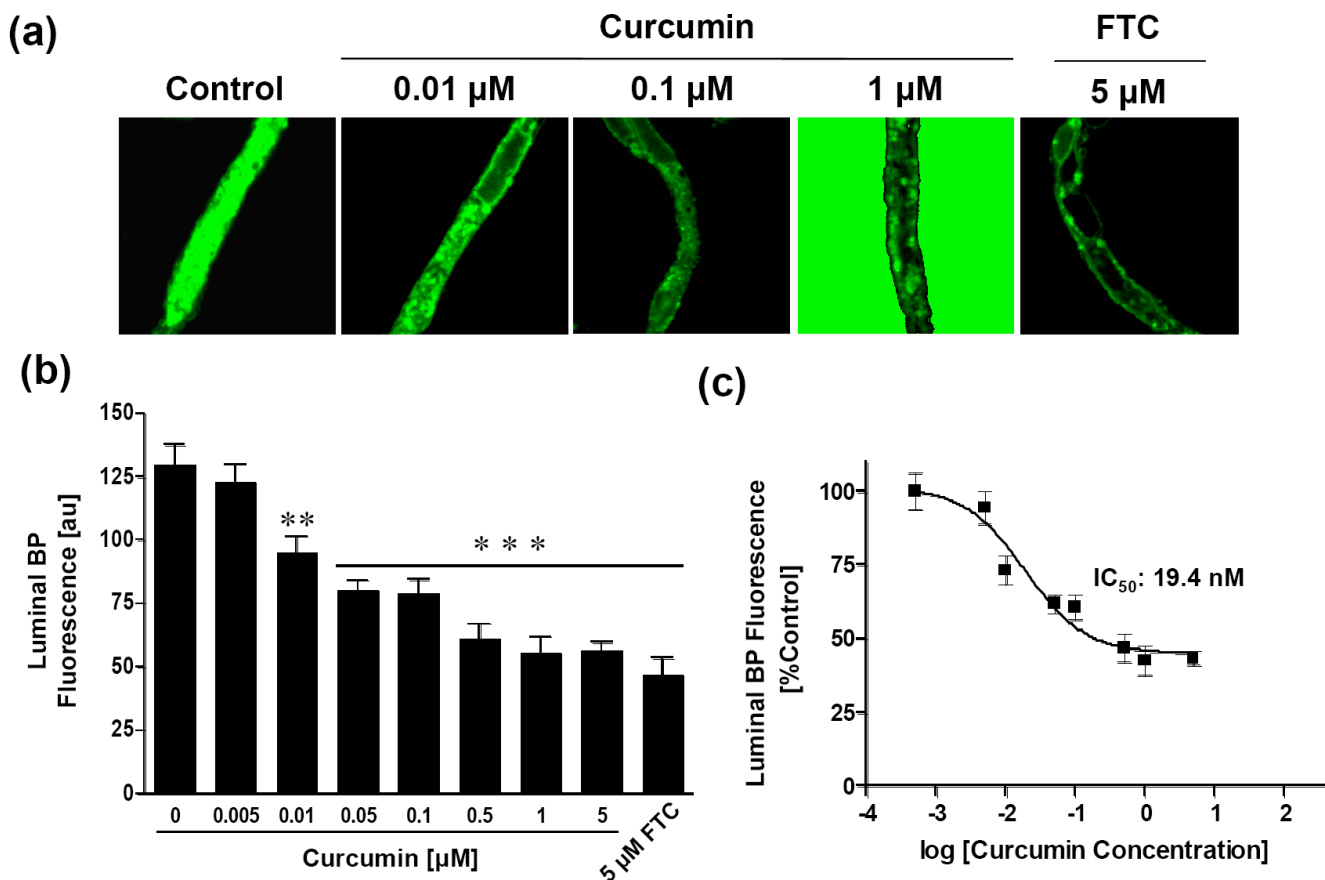 (a)
Curcumin
FTC
Control
0.01 µM
0.1 µM
1 µM
5 µM
(b)
150
125
100
75
50
25
0
Luminal BP
Fluorescence [au]
**
***
0 0.005 0.01 0.05 0.1 0.5 1 5 5 µM FTC
Curcumin [µM]
(c)
100
75
50
25
0
Luminal BP Fluorescence
[%Control]
IC50: 19.4 nM
-4 -3 -2 -1 0 1 2
log [Curcumin Concentration]